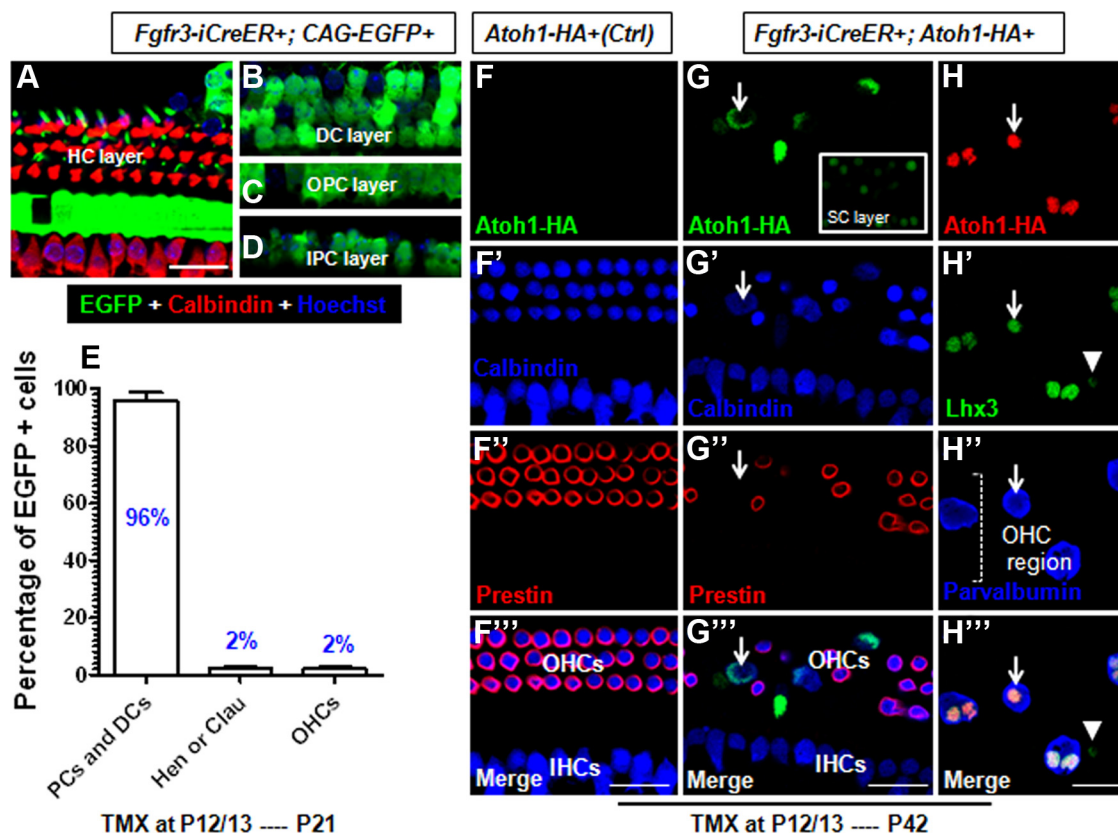 Fgfr3-iCreER+; CAG-EGFP+
Atoh1-HA+(Ctrl)
Fgfr3-iCreER+; Atoh1-HA+
A
HC layer
B
DC layer
C
OPC layer
D
IPC layer
EGFP + Calbindin + Hoechst
E
Percentage of EGFP + cells
100
80
60
40
20
0
96%
2%
2%
PCs and DCs
Hen or Clau
OHCs
TMX at P12/13 ---- P21
F
Atoh1-HA
F'
Calbindin
F''
Prestin
F'''
OHCs
IHCs
Merge
G
Atoh1-HA
SC layer
G'
Calbindin
G''
Prestin
G'''
OHCs
IHCs
Merge
H
Atoh1-HA
H'
Lhx3
H''
OHC
region
Parvalbumin
H'''
Merge
TMX at P12/13 ---- P42